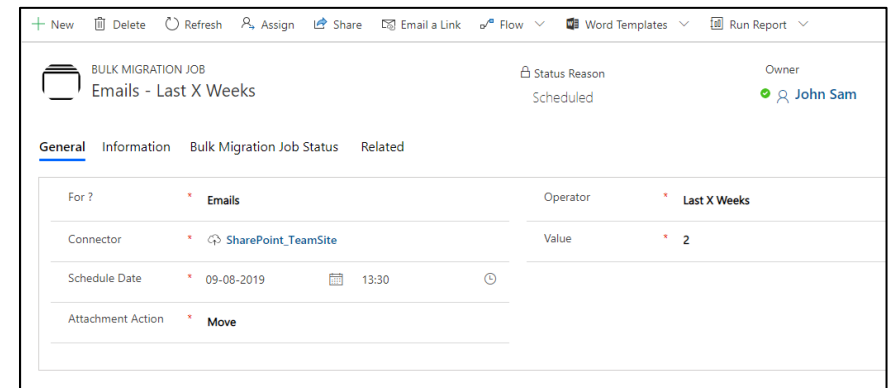 New Delete Refresh Assign Share Email a Link Flow Word Templates Run Report
BULK MIGRATION JOB
Emails - Last X Weeks
Status Reason
Scheduled
Owner
John Sam
General Information Bulk Migration Job Status Related
For ? * Emails
Operator * Last X Weeks
Connector * SharePoint_TeamSite
Value * 2
Schedule Date * 09-08-2019 13:30
Attachment Action * Move